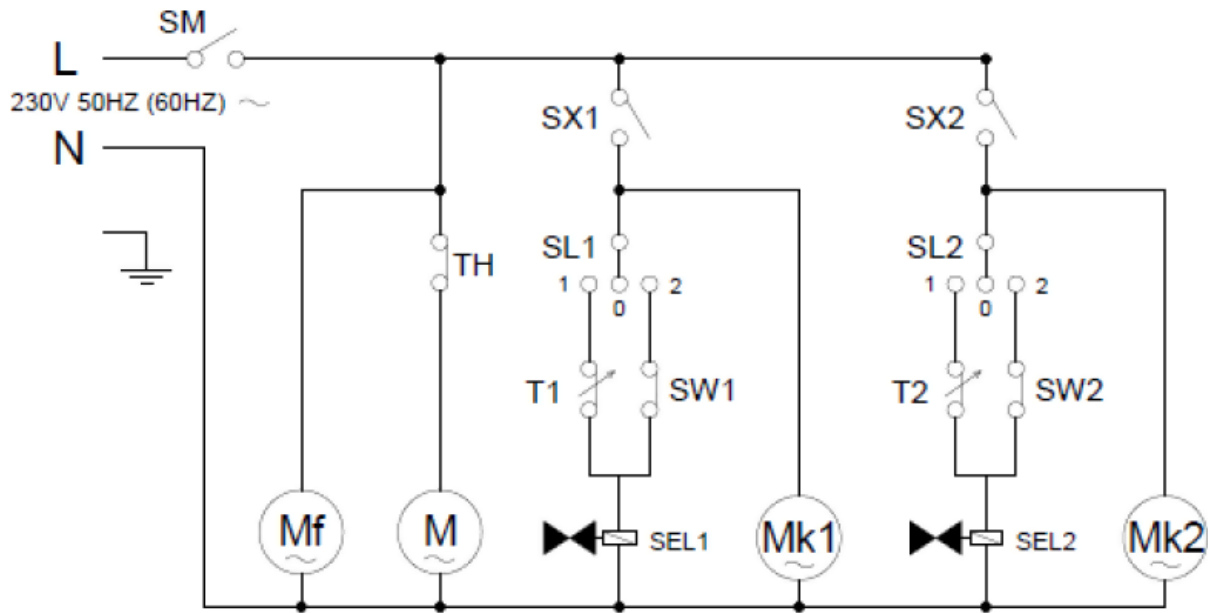 SM
L
230V 50HZ (60HZ) ~
N
SX1
SX2
SL1
SL2
TH
1 2
0
1 2
0
T1
SW1
T2
SW2
Mf
~
M
~
SEL1
Mk1
~
SEL2
Mk2
~